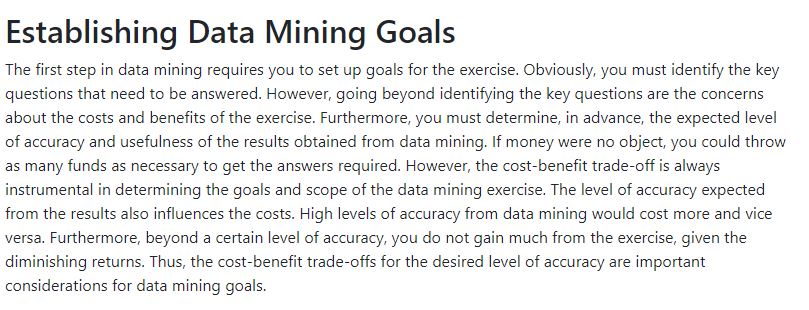 Establishing Data Mining Goals
The first step in data mining requires you to set up goals for the exercise. Obviously, you must identify the key
questions that need to be answered. However, going beyond identifying the key questions are the concerns
about the costs and benefits of the exercise. Furthermore, you must determine, in advance, the expected level
of accuracy and usefulness of the results obtained from data mining. If money were no object, you could throw
as many funds as necessary to get the answers required. However, the cost-benefit trade-off is always
instrumental in determining the goals and scope of the data mining exercise. The level of accuracy expected
from the results also influences the costs. High levels of accuracy from data mining would cost more and vice
versa. Furthermore, beyond a certain level of accuracy, you do not gain much from the exercise, given the
diminishing returns. Thus, the cost-benefit trade-offs for the desired level of accuracy are important
considerations for data mining goals.